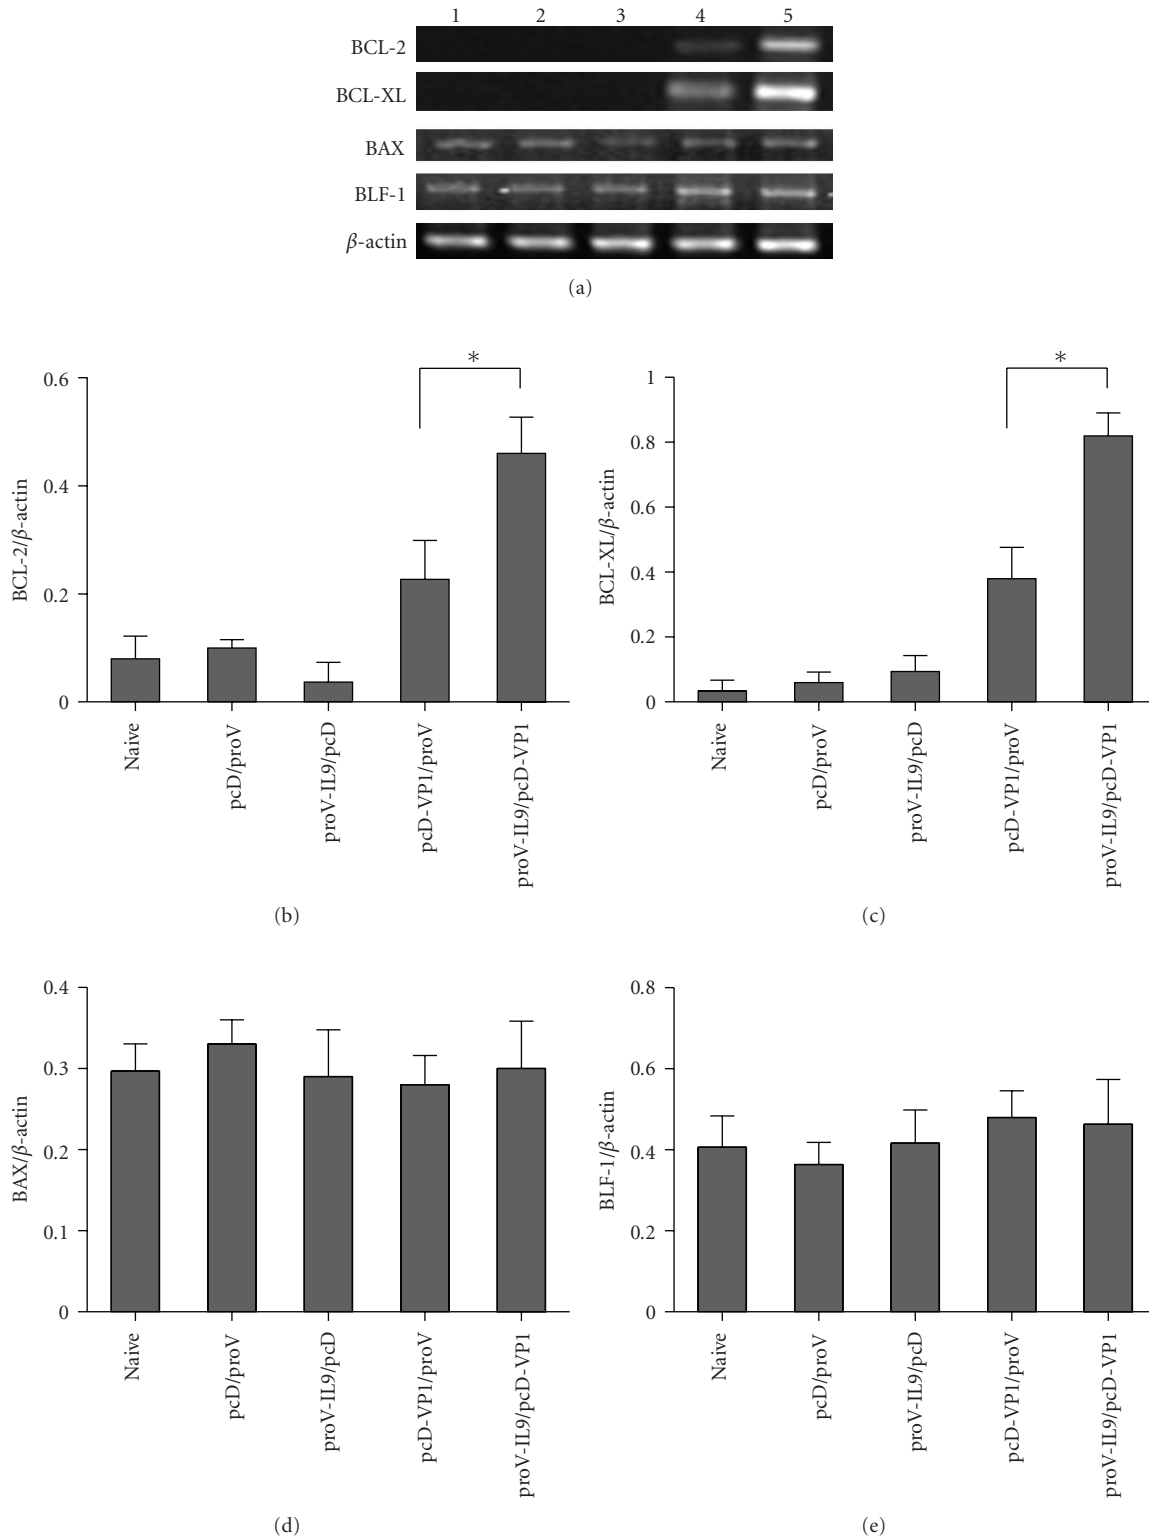 1 2 3 4 5
BCL-2
BCL-XL
BAX
BLF-1
β-actin
(a)
0.6
0.4
0.2
0
BCL-2/β-actin
*
Naive
pcD/proV
proV-IL9/pcD
pcD-VP1/proV
proV-IL9/pcD-VP1
(b)
1
0.8
0.6
0.4
0.2
0
BCL-XL/β-actin
*
Naive
pcD/proV
proV-IL9/pcD
pcD-VP1/proV
proV-IL9/pcD-VP1
(c)
0.4
0.3
0.2
0.1
0
BAX/β-actin
Naive
pcD/proV
proV-IL9/pcD
pcD-VP1/proV
proV-IL9/pcD-VP1
(d)
0.8
0.6
0.4
0.2
0
BLF-1/β-actin
Naive
pcD/proV
proV-IL9/pcD
pcD-VP1/proV
proV-IL9/pcD-VP1
(e)